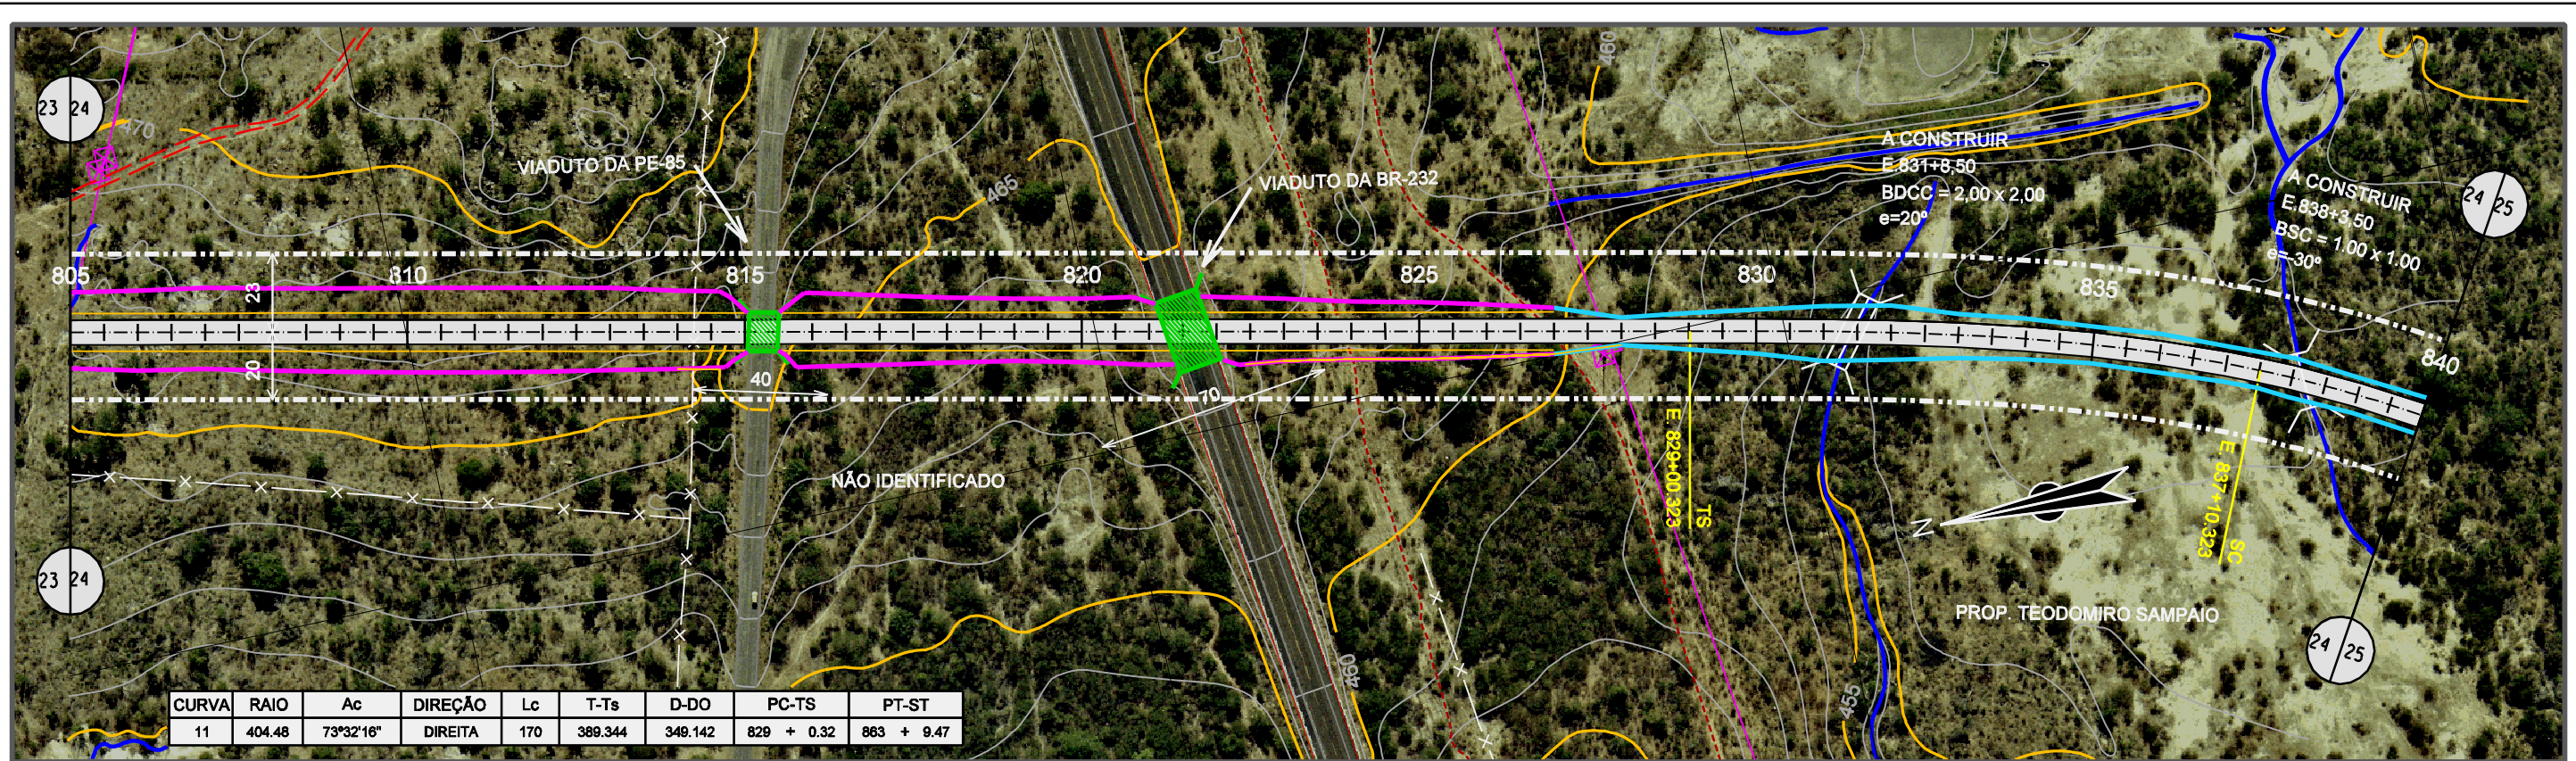 23 24
470
VIADUTO DA PE-85
465
VIADUTO DA BR-232
460
A CONSTRUIR
E.831+8,50
BDCC = 2,00 x 2,00
e=20º
A CONSTRUIR
E.838+3,50
BSC = 1.00 x 1.00
e=-30º
24 25
805
810
815
820
825
830
835
840
23
20
40
70
NÃO IDENTIFICADO
E. 829+00.323
TS
E. 837+10.323
SC
N
23 24
PROP. TEODOMIRO SAMPAIO
24 25
460
455
CURVA RAIO Ac DIREÇÃO Lc T-Ts D-DO PC-TS PT-ST
11 404.48 73º32'16" DIREITA 170 389.344 349.142 829 + 0.32 863 + 9.47